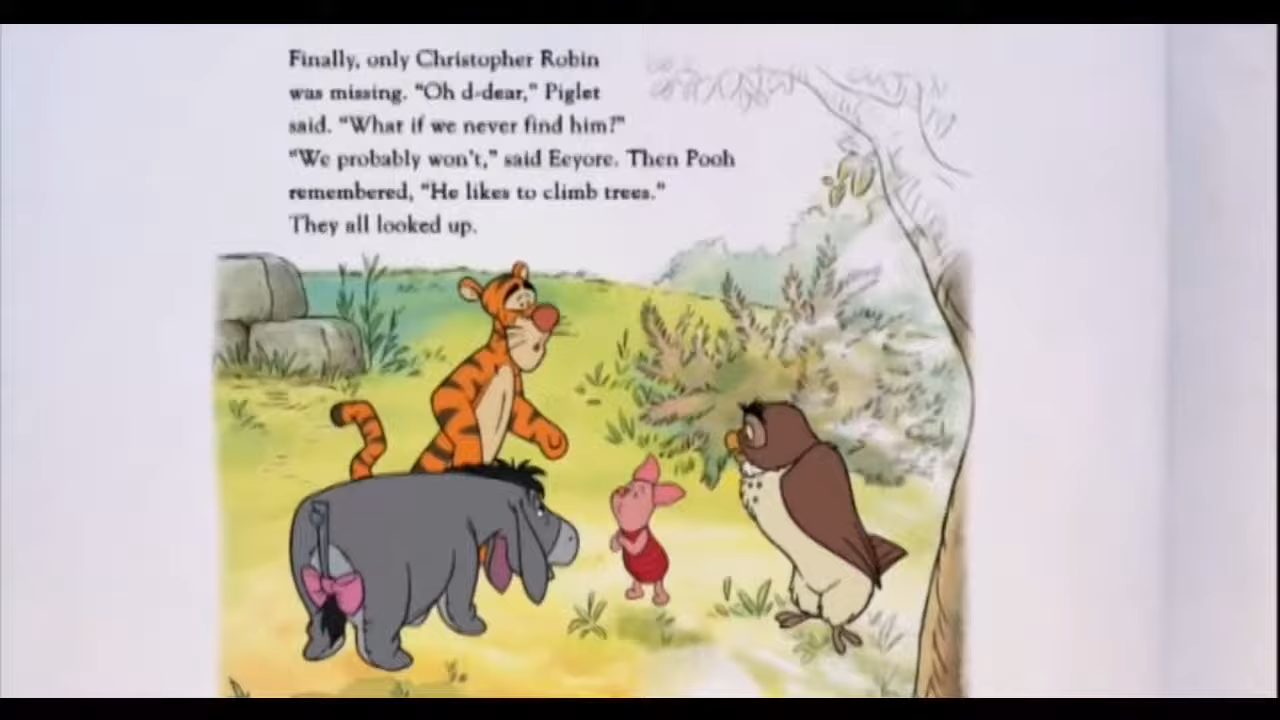 Finally, only Christopher Robin
was missing. “Oh d-dear,” Piglet
said. “What if we never find him?”
“We probably won't,” said Eeyore. Then Pooh
remembered, “He likes to climb trees.”
They all looked up.